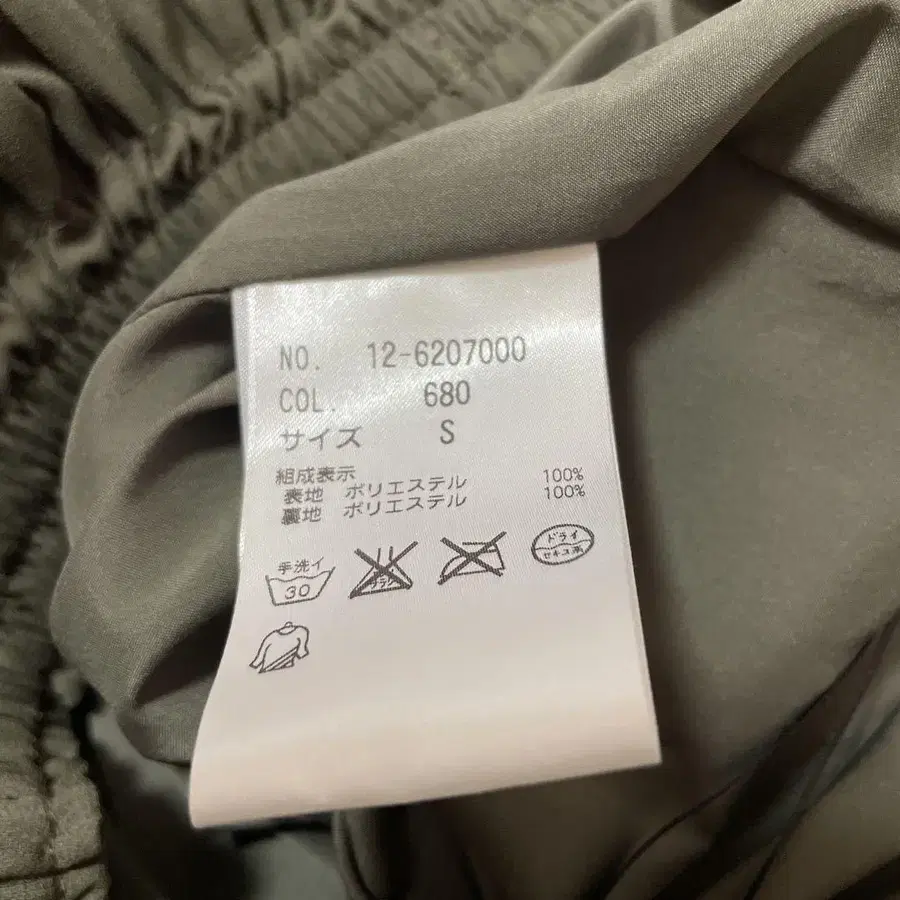 NO. 12-6207000
COL. 680
サイズ S
組成表示
表地 ポリエステル 100%
裏地 ポリエステル 100%
手洗イ
30
ドライ
セキユ系